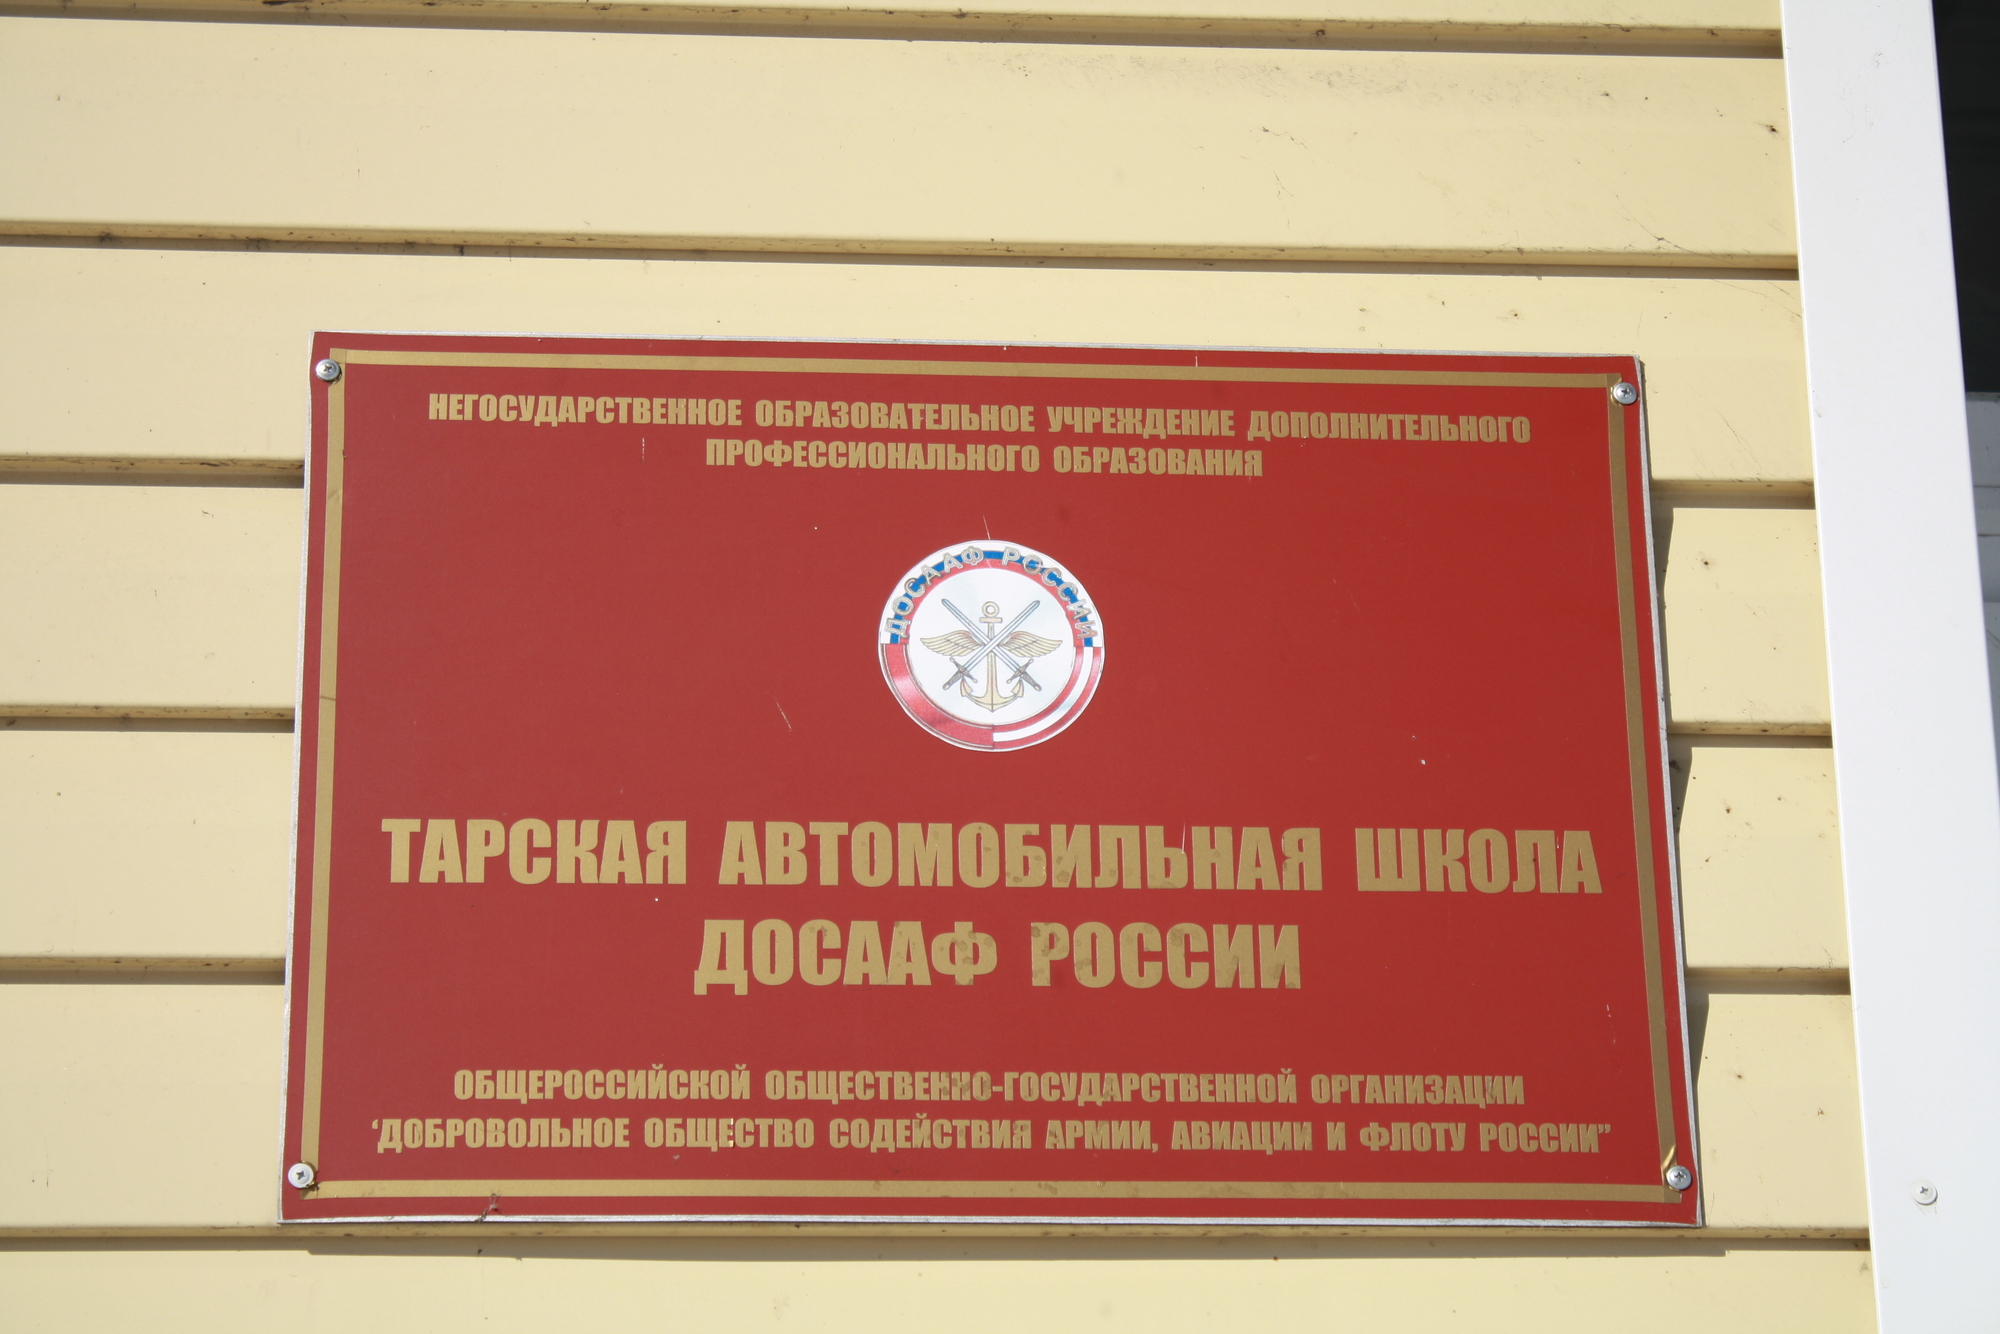 НЕГОСУДАРСТВЕННОЕ ОБРАЗОВАТЕЛЬНОЕ УЧРЕЖДЕНИЕ ДОПОЛНИТЕЛЬНОГО
ПРОФЕССИОНАЛЬНОГО ОБРАЗОВАНИЯ
ДОСААФ РОССИИ
ТАРСКАЯ АВТОМОБИЛЬНАЯ ШКОЛА
ДОСААФ РОССИИ
ОБЩЕРОССИЙСКОЙ ОБЩЕСТВЕННО-ГОСУДАРСТВЕННОЙ ОРГАНИЗАЦИИ
‘ДОБРОВОЛЬНОЕ ОБЩЕСТВО СОДЕЙСТВИЯ АРМИИ, АВИАЦИИ И ФЛОТУ РОССИИ”